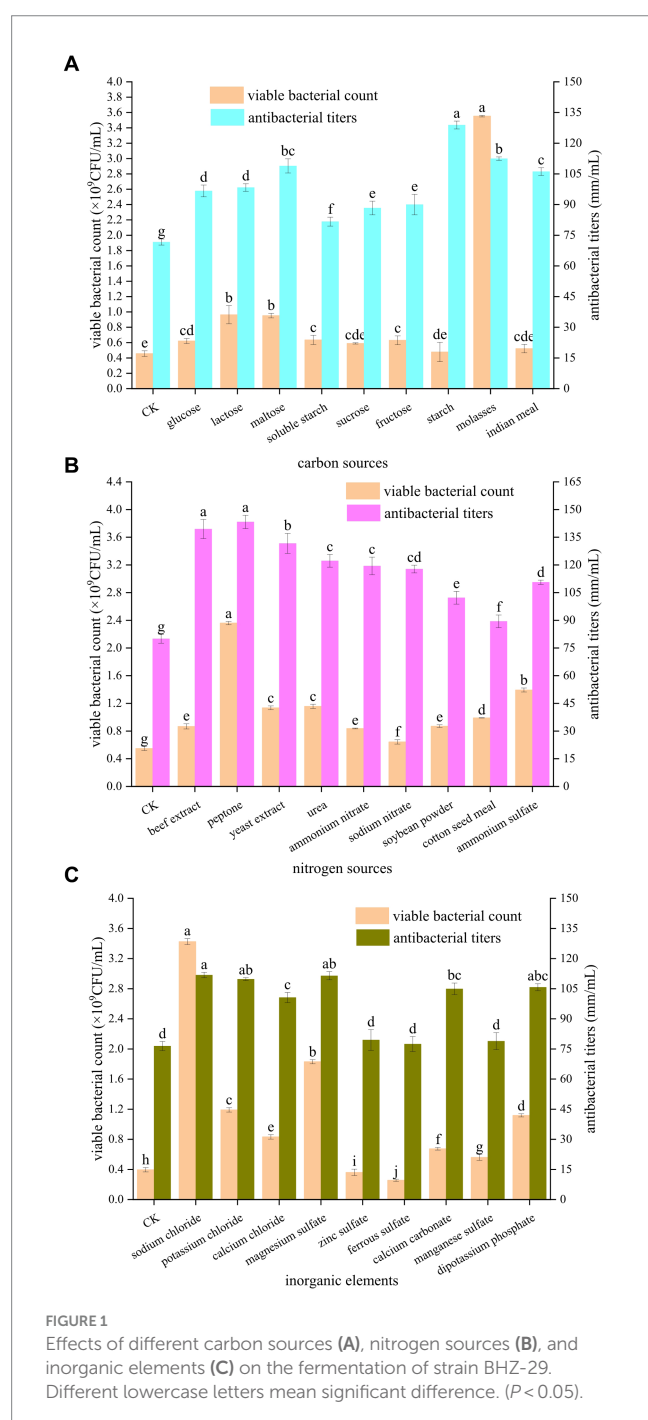 A
viable bacterial count (×10⁹CFU/mL)
4.0
3.8
3.6
3.4
3.2
3.0
2.8
2.6
2.4
2.2
2.0
1.8
1.6
1.4
1.2
1.0
0.8
0.6
0.4
0.2
0.0
viable bacterial count
antibacterial titers
e g
cd d
b d
b bc
c f
cde e
c e
de a
a b
cde c
150
135
120
105
90
75
60
45
30
15
0
antibacterial titers (mm/mL)
CK glucose lactose maltose soluble starch sucrose fructose starch molasses indian meal
carbon sources
B
viable bacterial count (×10⁹CFU/mL)
4.4
4.0
3.6
3.2
2.8
2.4
2.0
1.6
1.2
0.8
0.4
0.0
viable bacterial count
antibacterial titers
g g
e a
a a
c b
c c
d c
f cd
e e
d f
b d
165
150
135
120
105
90
75
60
45
30
15
0
antibacterial titers (mm/mL)
CK beef extract peptone yeast extract urea ammonium nitrate sodium nitrate soybean powder cotton seed meal ammonium sulfate
nitrogen sources
C
viable bacterial count (×10⁹CFU/mL)
4.0
3.6
3.2
2.8
2.4
2.0
1.6
1.2
0.8
0.4
0.0
viable bacterial count
antibacterial titers
h d
a a
c ab
e c
b ab
i d
j d
f bc
g d
d abc
150
135
120
105
90
75
60
45
30
15
0
antibacterial titers (mm/mL)
CK sodium chloride potassium chloride calcium chloride magnesium sulfate zinc sulfate ferrous sulfate calcium carbonate manganese sulfate dipotassium phosphate
inorganic elements
FIGURE 1
Effects of different carbon sources (A), nitrogen sources (B), and
inorganic elements (C) on the fermentation of strain BHZ-29.
Different lowercase letters mean significant difference. (P < 0.05).